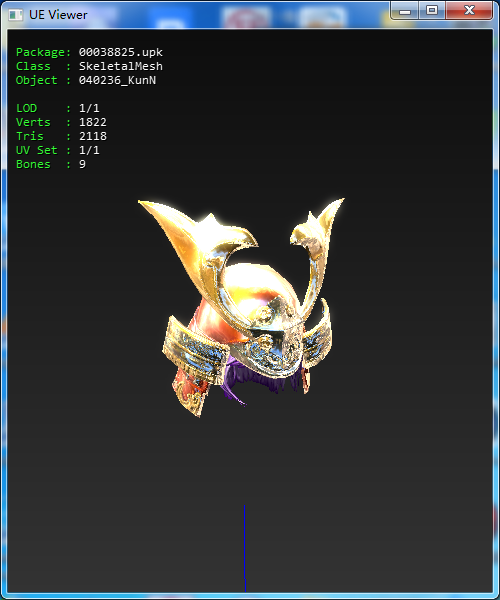 UE Viewer
Package: 00038825.upk
Class : SkeletalMesh
Object : 040236_KunN
LOD : 1/1
Verts : 1822
Tris : 2118
UV Set : 1/1
Bones : 9